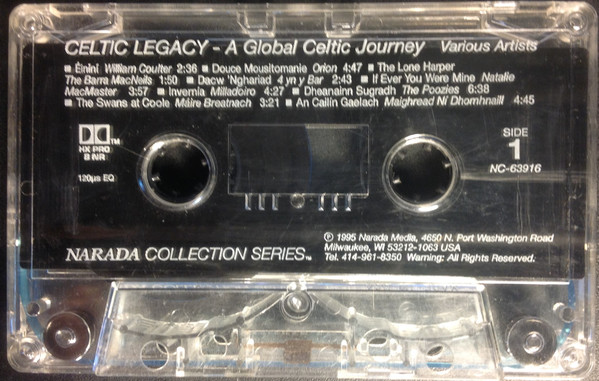 CELTIC LEGACY - A Global Celtic Journey Various Artists
■ Éinini William Coulter 2:36 ■ Douce Mousitomanie Orion 4:47 ■ The Lone Harper
The Barra MacNeils 1:50 ■ Dacw 'Nghariad 4 yn y Bar 2:43 ■ If Ever You Were Mine Natalie
MacMaster 3:57 ■ Invernia Milladoiro 4:27 ■ Dheanainn Sugradh The Poozies 6:38
■ The Swans at Coole Máire Breatnach 3:21 ■ An Cailín Gaelach Maighread Ní Dhomhnaill 4:45
TM
HX PRO
B NR
120µs EQ
SIDE
1
NC-63916
NARADA COLLECTION SERIES™
℗ 1995 Narada Media, 4650 N. Port Washington Road
Milwaukee, WI 53212-1063 USA
Tel. 414-961-8350 Warning: All Rights Reserved.